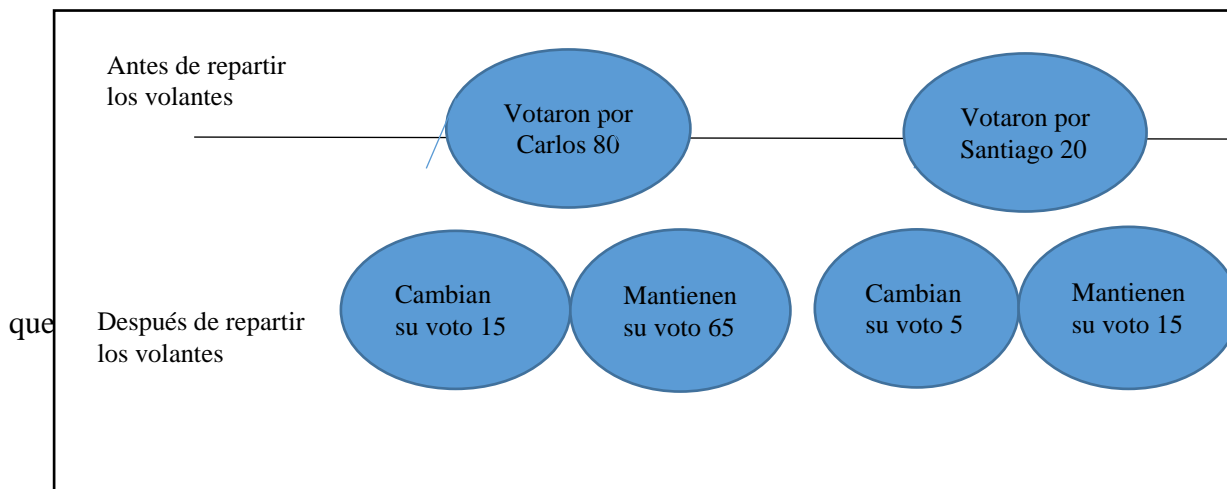 Antes de repartir
los volantes
Votaron por
Carlos 80
Votaron por
Santiago 20
que
Después de repartir
los volantes
Cambian
su voto 15
Mantienen
su voto 65
Cambian
su voto 5
Mantienen
su voto 15